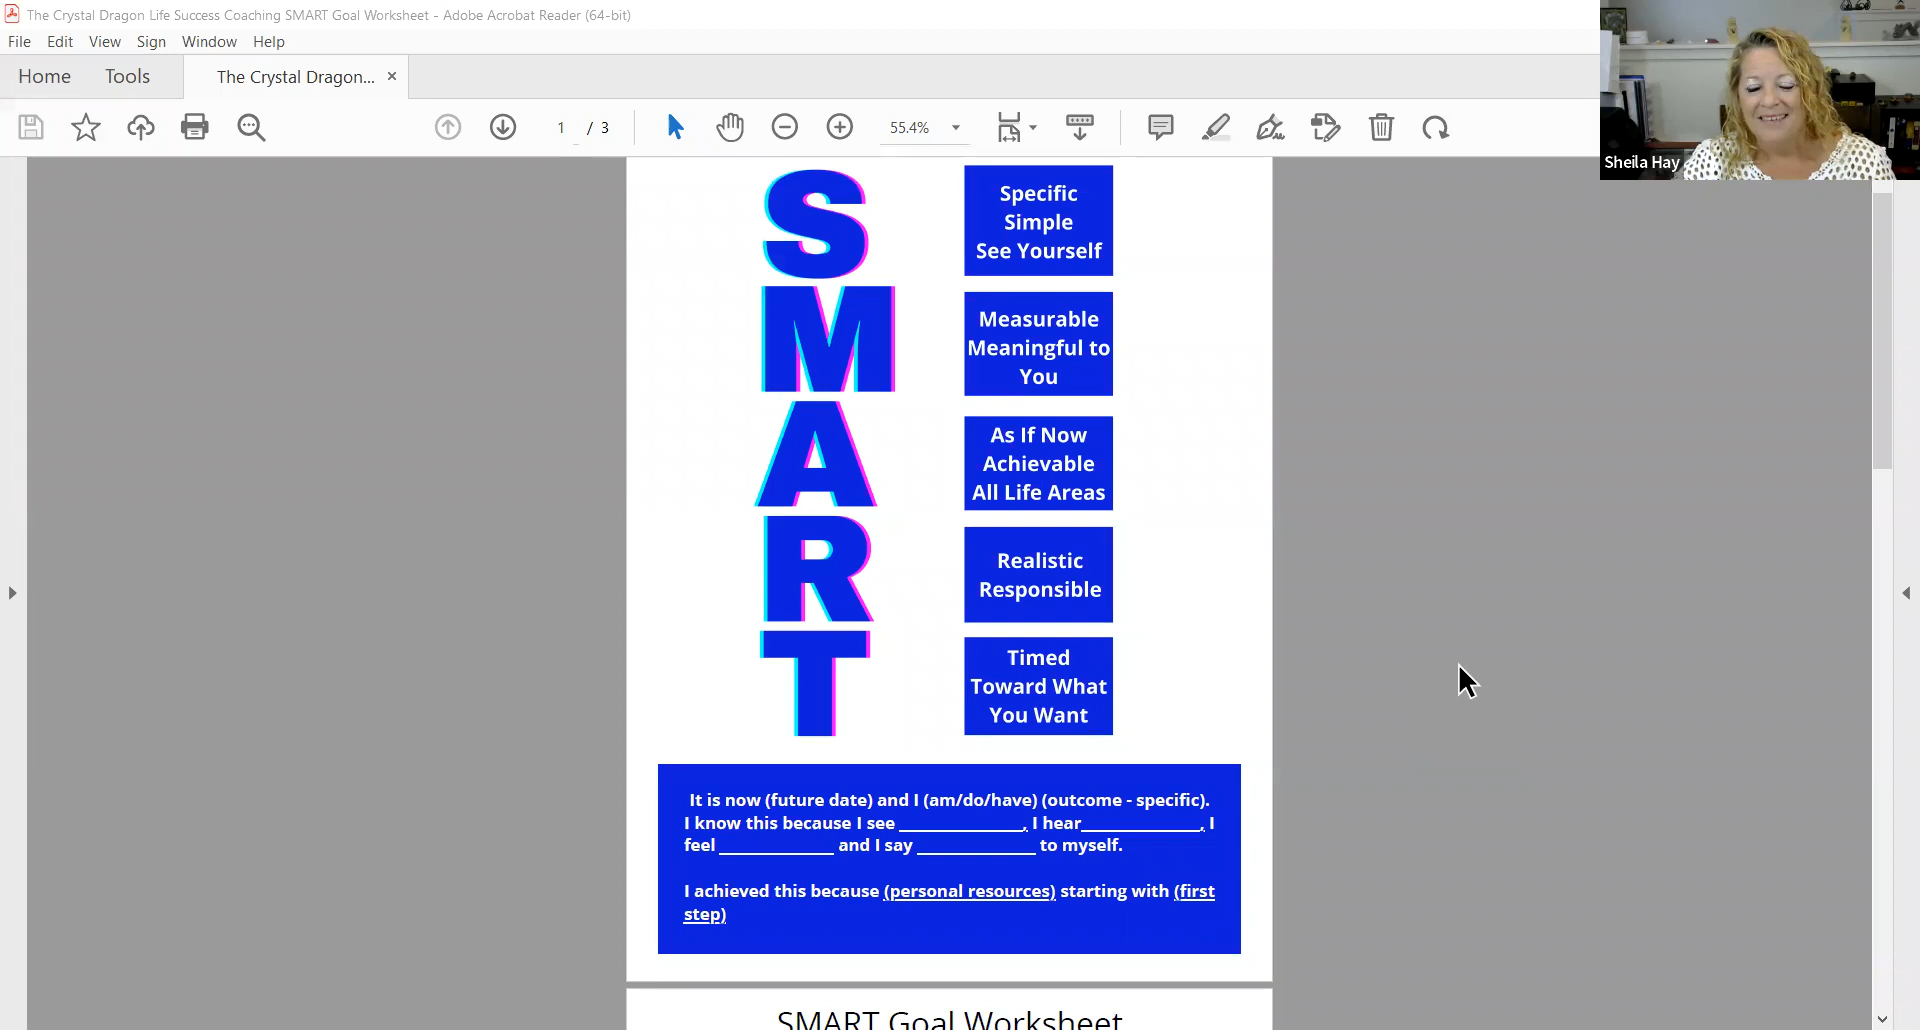 The Crystal Dragon Life Success Coaching SMART Goal Worksheet - Adobe Acrobat Reader (64-bit)
File Edit View Sign Window Help
Home Tools The Crystal Dragon... ×
1 / 3 55.4%
Sheila Hay
S
Specific
Simple
See Yourself
M
Measurable
Meaningful to
You
A
As If Now
Achievable
All Life Areas
R
Realistic
Responsible
T
Timed
Toward What
You Want
It is now (future date) and I (am/do/have) (outcome - specific).
I know this because I see ______________, I hear______________, I
feel _____________ and I say _____________ to myself.
I achieved this because (personal resources) starting with (first
step)
SMART Goal Worksheet